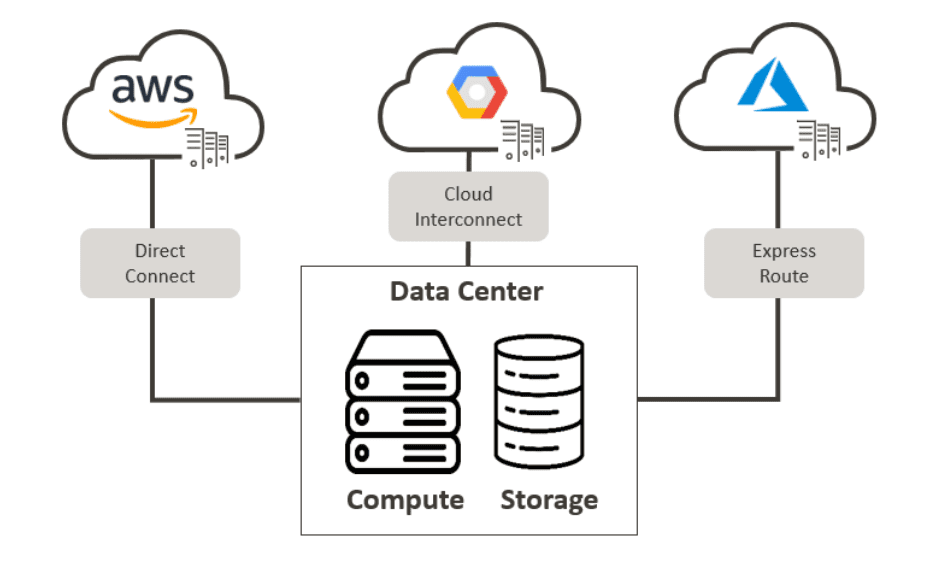 aws
Cloud
Interconnect
Direct
Connect
Express
Route
Data Center
Compute Storage